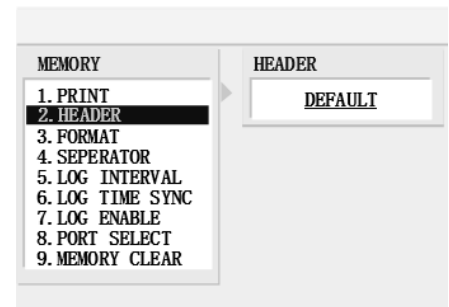 MEMORY
1. PRINT
2. HEADER
3. FORMAT
4. SEPERATOR
5. LOG INTERVAL
6. LOG TIME SYNC
7. LOG ENABLE
8. PORT SELECT
9. MEMORY CLEAR
HEADER
DEFAULT